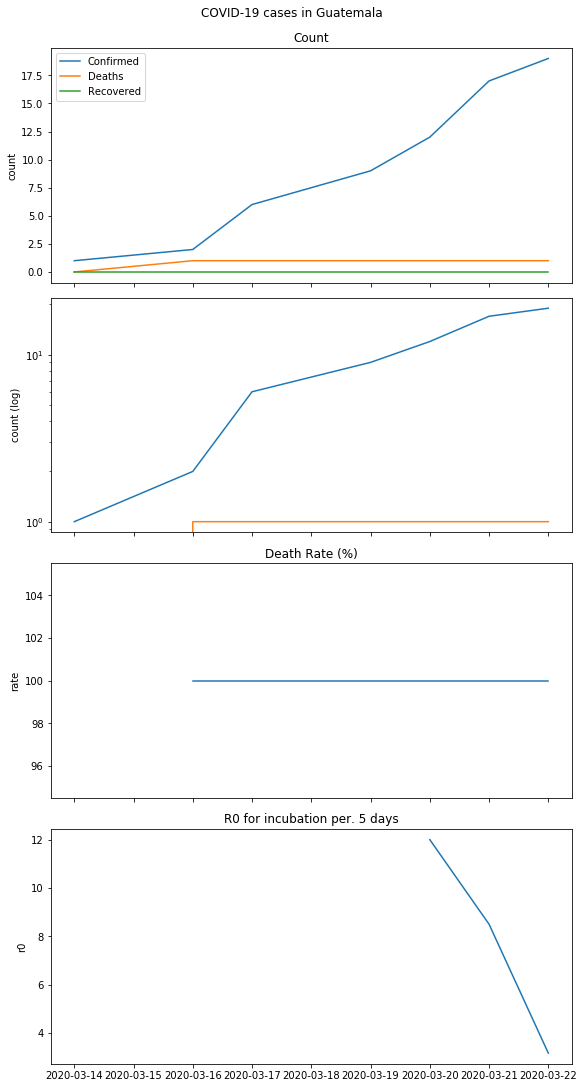 COVID-19 cases in Guatemala
Count
Confirmed
Deaths
Recovered
17.5
15.0
12.5
10.0
7.5
5.0
2.5
0.0
count
10¹
10⁰
count (log)
Death Rate (%)
104
102
100
98
96
rate
R0 for incubation per. 5 days
12
10
8
6
4
r0
2020-03-14 2020-03-15 2020-03-16 2020-03-17 2020-03-18 2020-03-19 2020-03-20 2020-03-21 2020-03-22